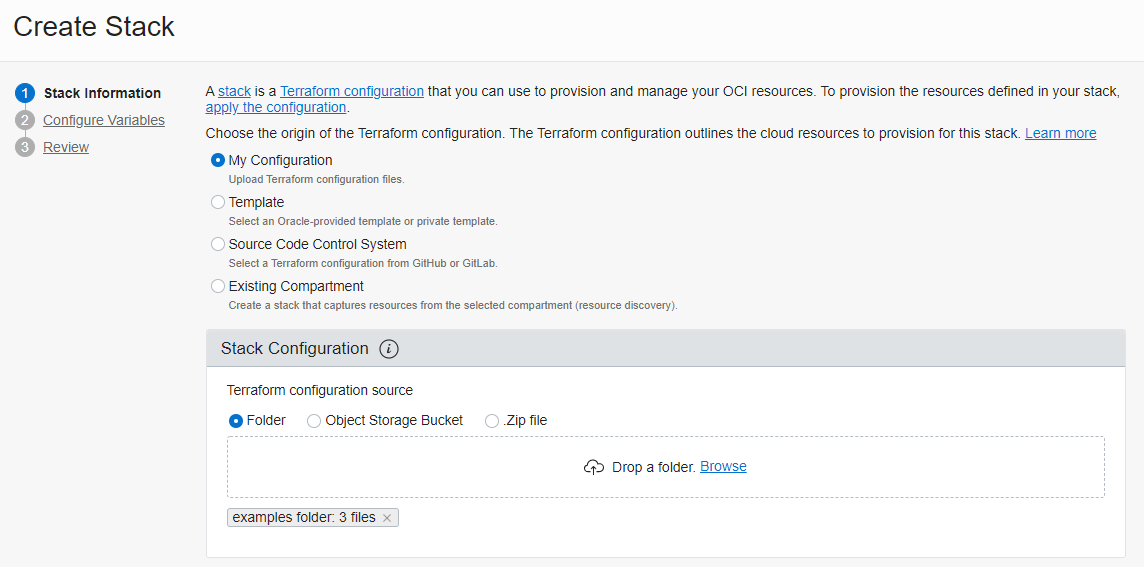 Create Stack
1 Stack Information
2 Configure Variables
3 Review
A stack is a Terraform configuration that you can use to provision and manage your OCI resources. To provision the resources defined in your stack,
apply the configuration.
Choose the origin of the Terraform configuration. The Terraform configuration outlines the cloud resources to provision for this stack. Learn more
My Configuration
Upload Terraform configuration files.
Template
Select an Oracle-provided template or private template.
Source Code Control System
Select a Terraform configuration from GitHub or GitLab.
Existing Compartment
Create a stack that captures resources from the selected compartment (resource discovery).
Stack Configuration i
Terraform configuration source
Folder Object Storage Bucket .Zip file
Drop a folder. Browse
examples folder: 3 files ×